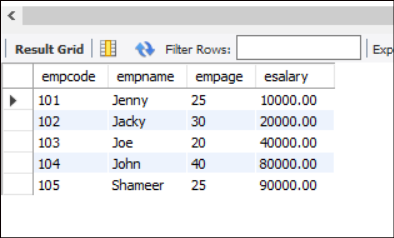 Result Grid Filter Rows: Exp
empcode empname empage esalary
101 Jenny 25 10000.00
102 Jacky 30 20000.00
103 Joe 20 40000.00
104 John 40 80000.00
105 Shameer 25 90000.00